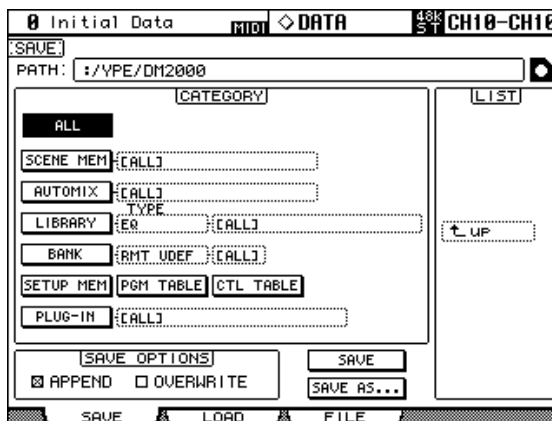 0 Initial Data MIDI ◇DATA 48k ST CH10-CH10
SAVE
PATH: :/YPE/DM2000
CATEGORY LIST
ALL
SCENE MEM [ALL]
AUTOMIX [ALL]
TYPE
LIBRARY EQ [ALL]
UP
BANK RMT UDEF [ALL]
SETUP MEM PGM TABLE CTL TABLE
PLUG-IN [ALL]
SAVE OPTIONS SAVE
APPEND OVERWRITE SAVE AS...
SAVE LOAD FILE